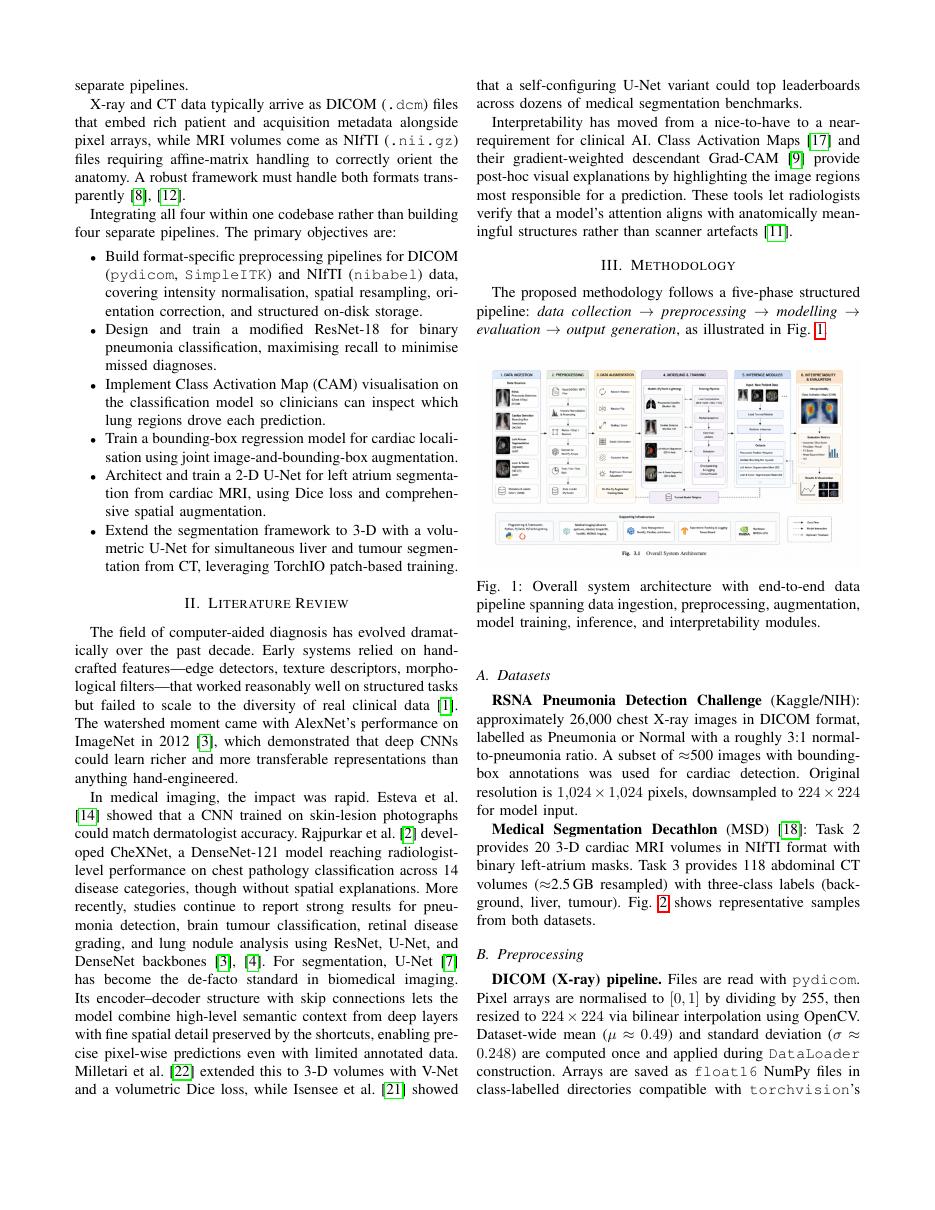 separate pipelines.
X-ray and CT data typically arrive as DICOM (.dcm) files
that embed rich patient and acquisition metadata alongside
pixel arrays, while MRI volumes come as NIfTI (.nii.gz)
files requiring affine-matrix handling to correctly orient the
anatomy. A robust framework must handle both formats trans-
parently [8], [12].
Integrating all four within one codebase rather than building
four separate pipelines. The primary objectives are:
• Build format-specific preprocessing pipelines for DICOM
(pydicom, SimpleITK) and NIfTI (nibabel) data,
covering intensity normalisation, spatial resampling, ori-
entation correction, and structured on-disk storage.
• Design and train a modified ResNet-18 for binary
pneumonia classification, maximising recall to minimise
missed diagnoses.
• Implement Class Activation Map (CAM) visualisation on
the classification model so clinicians can inspect which
lung regions drove each prediction.
• Train a bounding-box regression model for cardiac locali-
sation using joint image-and-bounding-box augmentation.
• Architect and train a 2-D U-Net for left atrium segmenta-
tion from cardiac MRI, using Dice loss and comprehen-
sive spatial augmentation.
• Extend the segmentation framework to 3-D with a volu-
metric U-Net for simultaneous liver and tumour segmen-
tation from CT, leveraging TorchIO patch-based training.
II. LITERATURE REVIEW
The field of computer-aided diagnosis has evolved dramat-
ically over the past decade. Early systems relied on hand-
crafted features—edge detectors, texture descriptors, morpho-
logical filters—that worked reasonably well on structured tasks
but failed to scale to the diversity of real clinical data [1].
The watershed moment came with AlexNet's performance on
ImageNet in 2012 [3], which demonstrated that deep CNNs
could learn richer and more transferable representations than
anything hand-engineered.
In medical imaging, the impact was rapid. Esteva et al.
[14] showed that a CNN trained on skin-lesion photographs
could match dermatologist accuracy. Rajpurkar et al. [2] devel-
oped CheXNet, a DenseNet-121 model reaching radiologist-
level performance on chest pathology classification across 14
disease categories, though without spatial explanations. More
recently, studies continue to report strong results for pneu-
monia detection, brain tumour classification, retinal disease
grading, and lung nodule analysis using ResNet, U-Net, and
DenseNet backbones [3], [4]. For segmentation, U-Net [7]
has become the de-facto standard in biomedical imaging.
Its encoder–decoder structure with skip connections lets the
model combine high-level semantic context from deep layers
with fine spatial detail preserved by the shortcuts, enabling pre-
cise pixel-wise predictions even with limited annotated data.
Milletari et al. [22] extended this to 3-D volumes with V-Net
and a volumetric Dice loss, while Isensee et al. [21] showed
that a self-configuring U-Net variant could top leaderboards
across dozens of medical segmentation benchmarks.
Interpretability has moved from a nice-to-have to a near-
requirement for clinical AI. Class Activation Maps [17] and
their gradient-weighted descendant Grad-CAM [9] provide
post-hoc visual explanations by highlighting the image regions
most responsible for a prediction. These tools let radiologists
verify that a model's attention aligns with anatomically mean-
ingful structures rather than scanner artefacts [11].
III. METHODOLOGY
The proposed methodology follows a five-phase structured
pipeline: data collection → preprocessing → modelling →
evaluation → output generation, as illustrated in Fig. 1.
1. DATA INGESTION
2. PREPROCESSING
3. DATA AUGMENTATION
4. MODELING & TRAINING
5. INFERENCE MODULES
6. INTERPRETABILITY
& EVALUATION
Supporting Infrastructure
Fig. 3.1 Overall System Architecture
Fig. 1: Overall system architecture with end-to-end data
pipeline spanning data ingestion, preprocessing, augmentation,
model training, inference, and interpretability modules.
A. Datasets
RSNA Pneumonia Detection Challenge (Kaggle/NIH):
approximately 26,000 chest X-ray images in DICOM format,
labelled as Pneumonia or Normal with a roughly 3:1 normal-
to-pneumonia ratio. A subset of ≈500 images with bounding-
box annotations was used for cardiac detection. Original
resolution is 1,024 × 1,024 pixels, downsampled to 224 × 224
for model input.
Medical Segmentation Decathlon (MSD) [18]: Task 2
provides 20 3-D cardiac MRI volumes in NIfTI format with
binary left-atrium masks. Task 3 provides 118 abdominal CT
volumes (≈2.5 GB resampled) with three-class labels (back-
ground, liver, tumour). Fig. 2 shows representative samples
from both datasets.
B. Preprocessing
DICOM (X-ray) pipeline. Files are read with pydicom.
Pixel arrays are normalised to [0, 1] by dividing by 255, then
resized to 224 × 224 via bilinear interpolation using OpenCV.
Dataset-wide mean (μ ≈ 0.49) and standard deviation (σ ≈
0.248) are computed once and applied during DataLoader
construction. Arrays are saved as float16 NumPy files in
class-labelled directories compatible with torchvision's